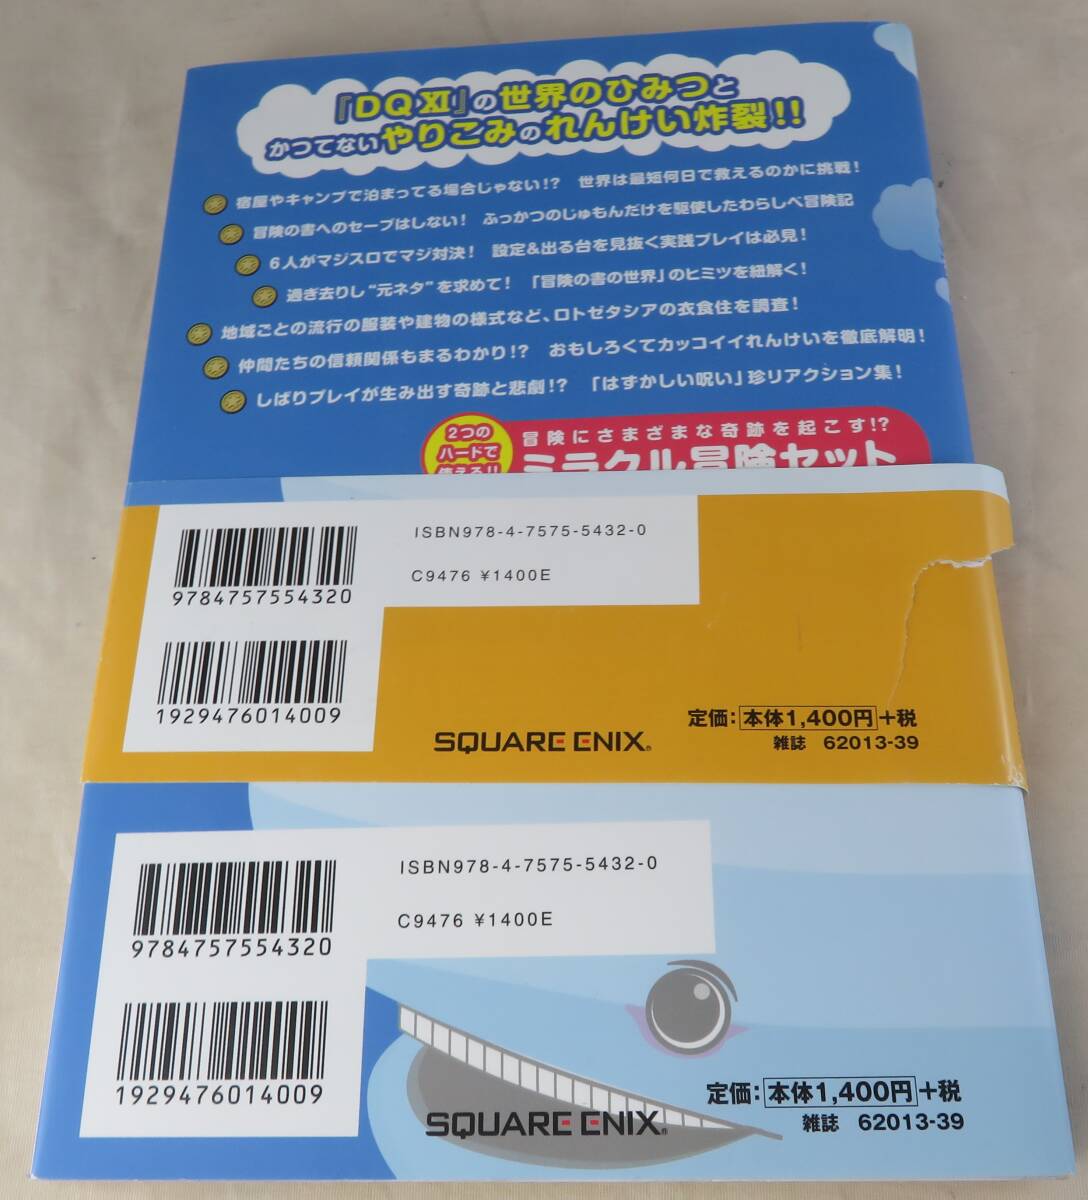 『DQXI』の世界のひみつと
かつてないやりこみのれんけい炸裂!!
宿屋やキャンプで泊まってる場合じゃない!? 世界は最短何日で救えるのかに挑戦!
冒険の書へのセーブはしない! ふっかつのじゅもんだけを駆使したわらしべ冒険記
6人がマジスロでマジ対決! 設定&出る台を見抜く実践プレイは必見!
過ぎ去りし“元ネタ”を求めて! 「冒険の書の世界」のヒミツを紐解く!
地域ごとの流行の服装や建物の様式など、ロトゼタシアの衣食住を調査!
仲間たちの信頼関係もまるわかり!? おもしろくてカッコイイれんけいを徹底解明!
しばりプレイが生み出す奇跡と悲劇!? 「はずかしい呪い」珍リアクション集!
2つの
ハードで
使える!!
冒険にさまざまな奇跡を起こす!?
ミラクル冒険セット
ISBN978-4-7575-5432-0
C9476 ¥1400E
9784757554320
1929476014009
定価:本体1,400円+税
雑誌 62013-39
SQUARE ENIX®
ISBN978-4-7575-5432-0
C9476 ¥1400E
9784757554320
1929476014009
定価:本体1,400円+税
雑誌 62013-39
SQUARE ENIX®